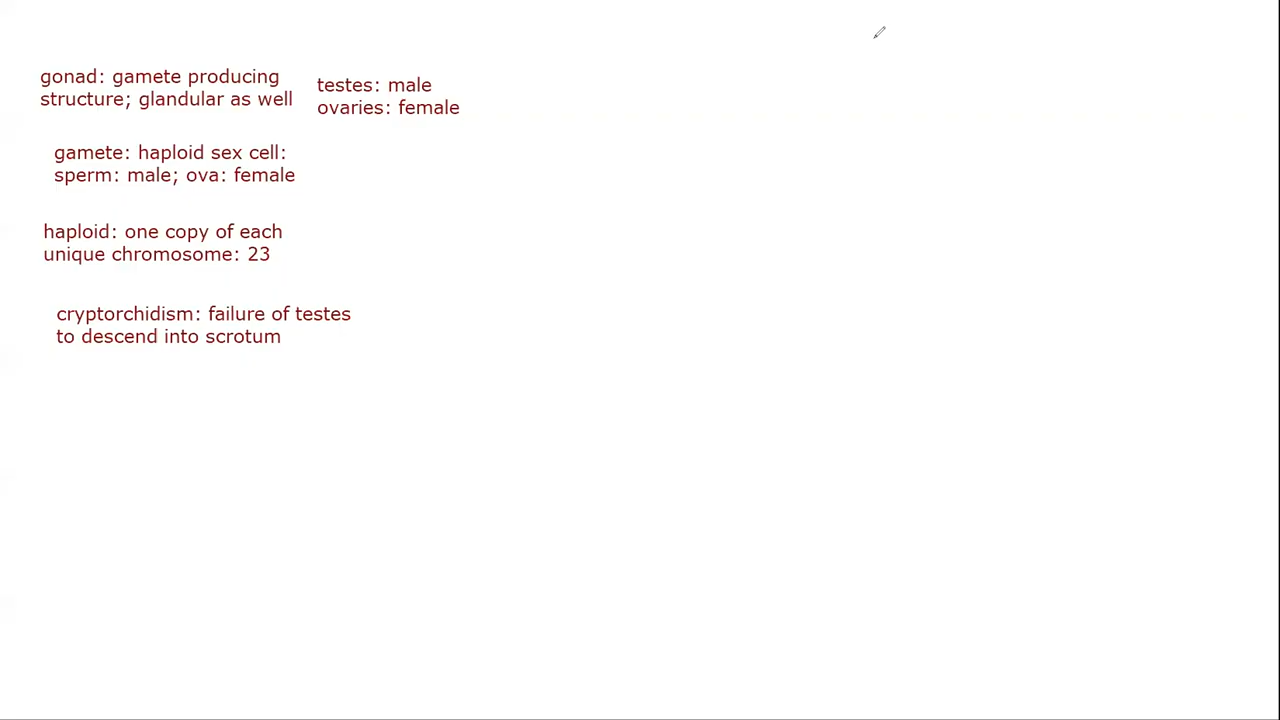 gonad: gamete producing
structure; glandular as well
testes: male
ovaries: female
gamete: haploid sex cell:
sperm: male; ova: female
haploid: one copy of each
unique chromosome: 23
cryptorchidism: failure of testes
to descend into scrotum